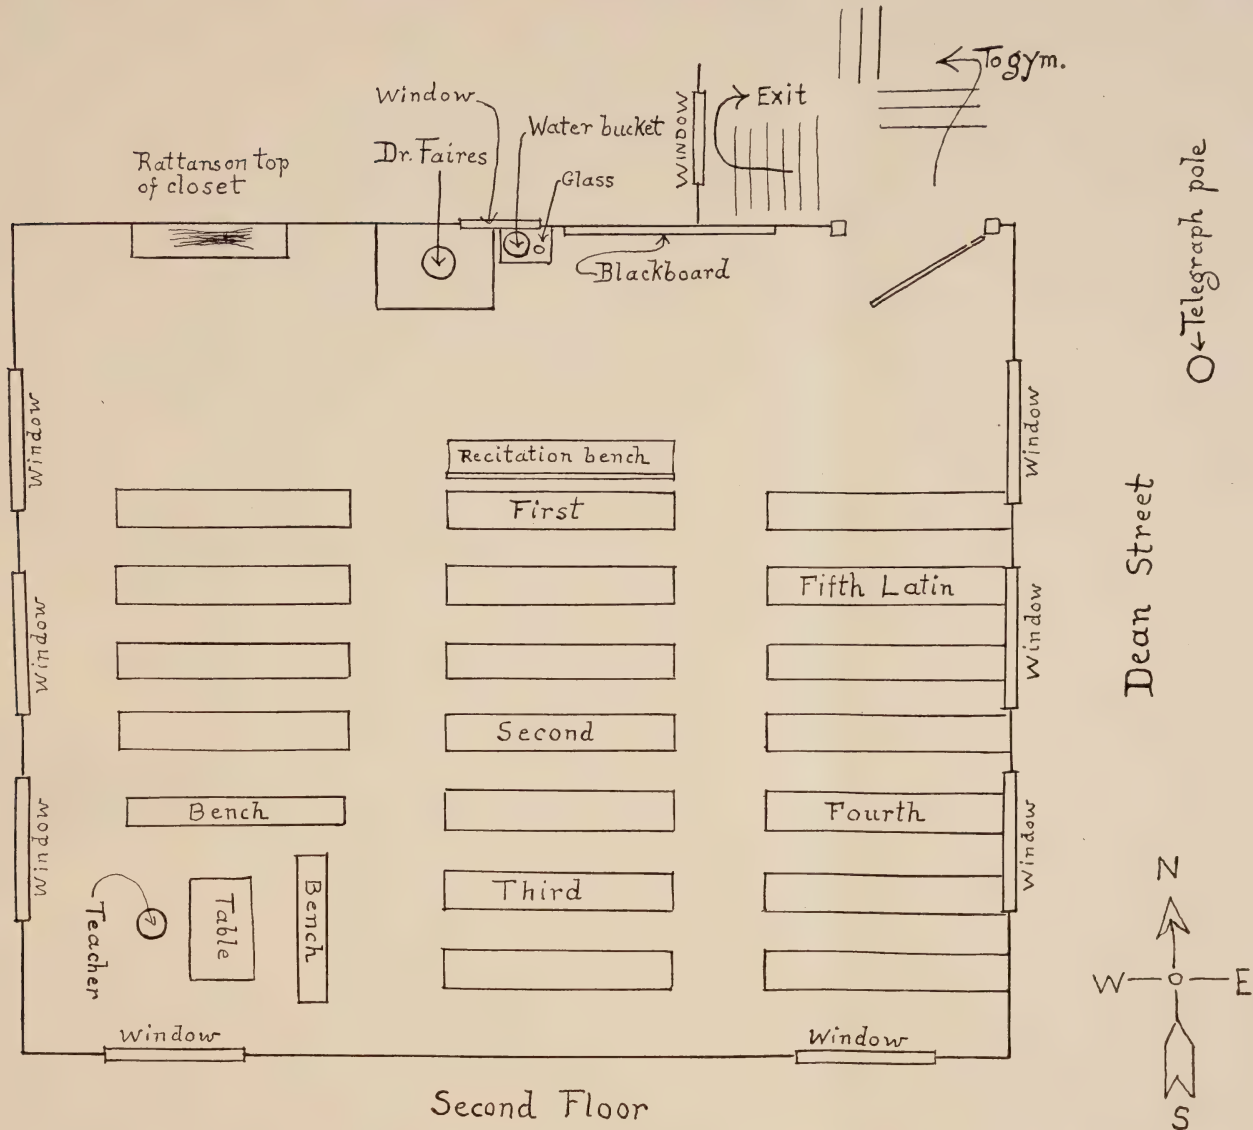 To gym.
Window
Exit
WINDOW
Water bucket
Dr. Faires
Glass
Rattans on top
of closet
Blackboard
Telegraph pole
Window
Window
Recitation bench
First
Fifth Latin
Window
Window
Dean Street
Second
Bench
Fourth
Window
Window
Third
Bench
Table
Teacher
N
W
E
S
Window
Window
Second Floor